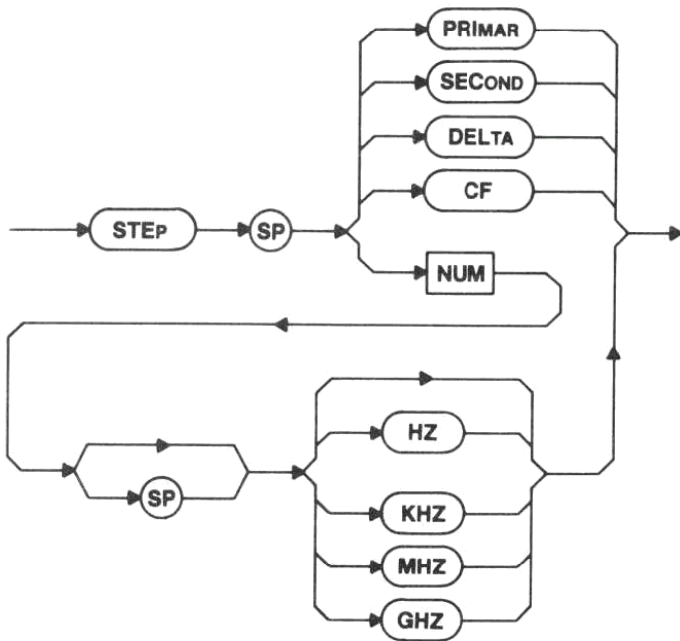 PRIMAR
SECOND
DELTA
CF
STEP
SP
NUM
SP
HZ
KHZ
MHZ
GHZ